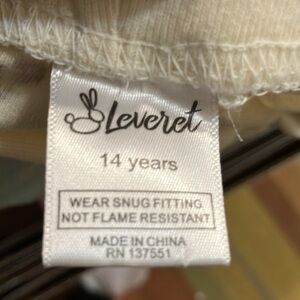 Leveret
14 years
WEAR SNUG FITTING
NOT FLAME RESISTANT
MADE IN CHINA
RN 137551